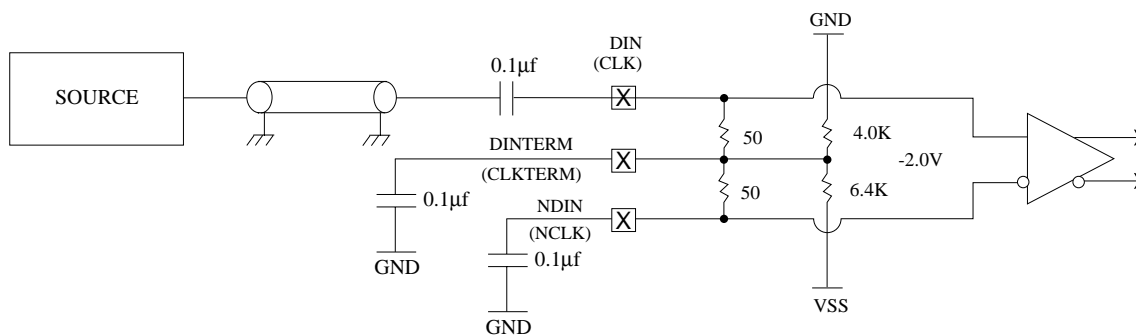 GND
DIN
(CLK)
0.1µf
SOURCE
X
50
4.0K
-2.0V
DINTERM
(CLKTERM)
X
0.1µf
GND
50
6.4K
NDIN
(NCLK)
X
0.1µf
GND
VSS